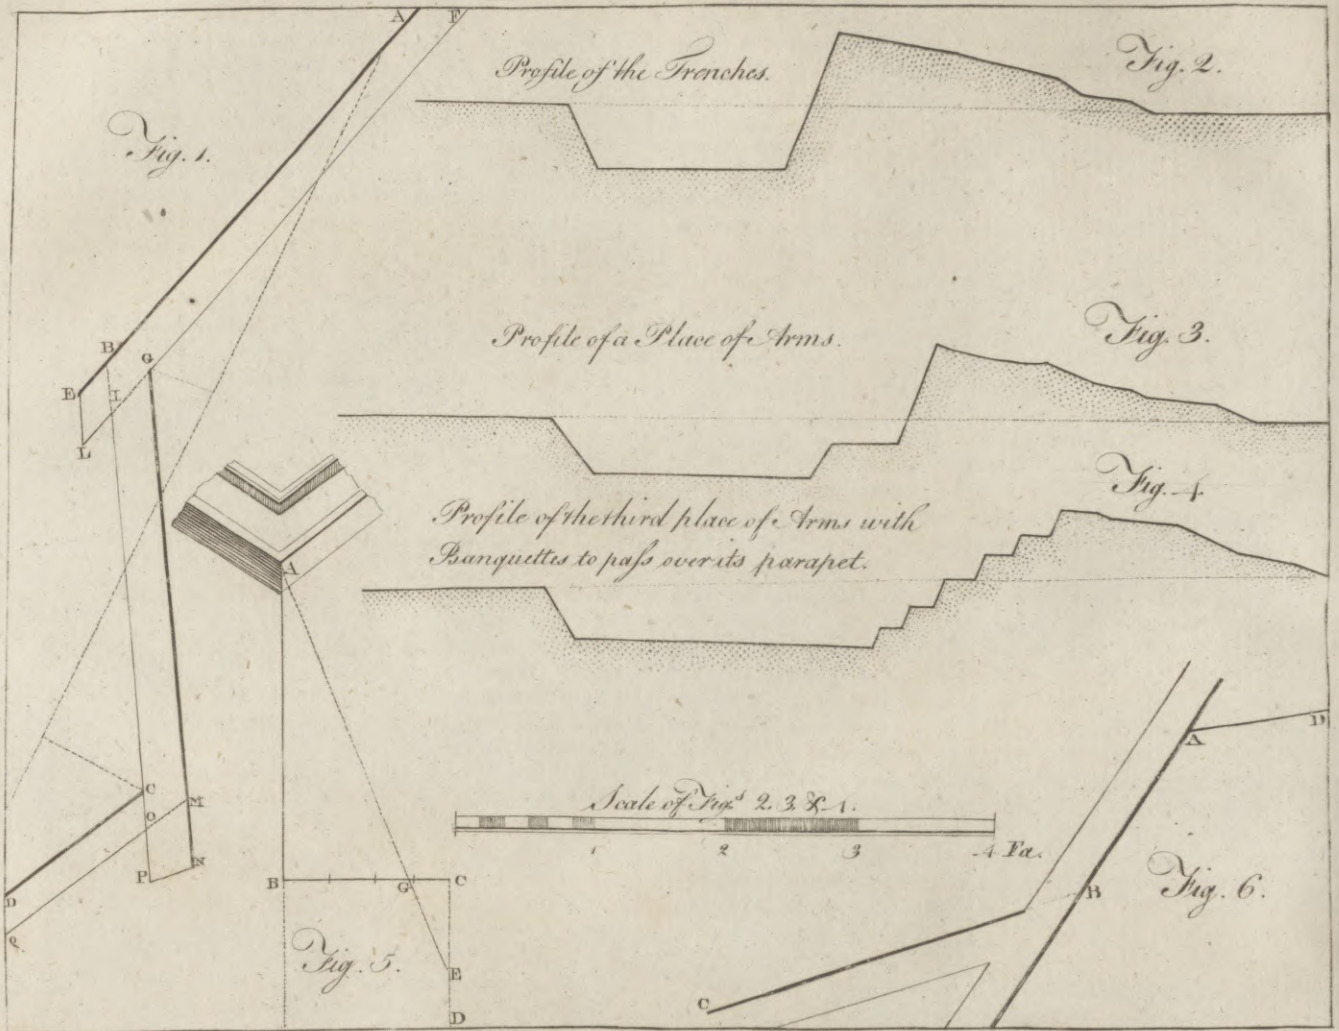 A F
Profile of the Trenches.
Fig. 2.
Fig. 1.
B G
E I
L
Profile of a Place of Arms.
Fig. 3.
Fig. 4
Profile of the third place of Arms with
Banquettes to paſs over its parapet.
A
A D
C
M
O
Scale of Figs 2. 3. & 4.
1 2 3 4 Fa.
P N
D
Q
B G C
B
Fig. 6.
Fig. 5.
E
C
D